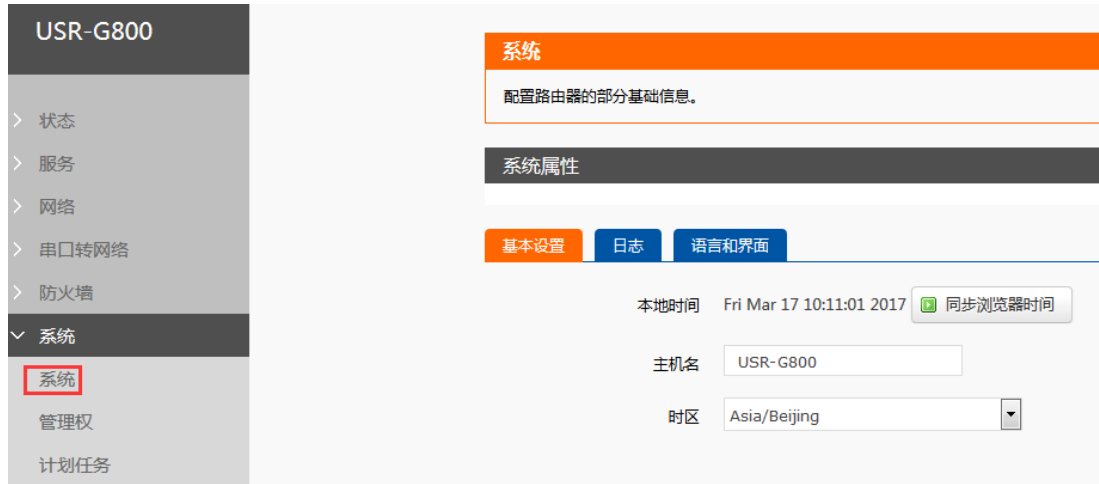 USR-G800
状态
服务
网络
串口转网络
防火墙
系统
系统
管理权
计划任务
系统
配置路由器的部分基础信息。
系统属性
基本设置 日志 语言和界面
本地时间 Fri Mar 17 10:11:01 2017 同步浏览器时间
主机名 USR-G800
时区 Asia/Beijing